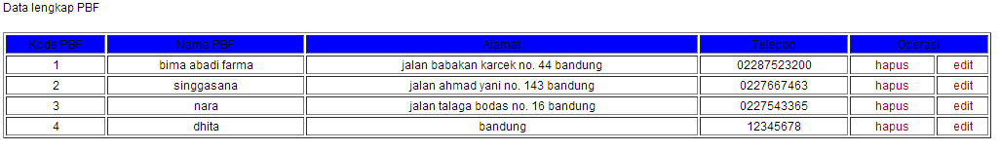 Data lengkap PBF
Kode PBF Nama PBF Alamat Telepon Operasi
1 bima abadi farma jalan babakan karcek no. 44 bandung 02287523200 hapus edit
2 singgasana jalan ahmad yani no. 143 bandung 0227667463 hapus edit
3 nara jalan talaga bodas no. 16 bandung 0227543365 hapus edit
4 dhita bandung 12345678 hapus edit